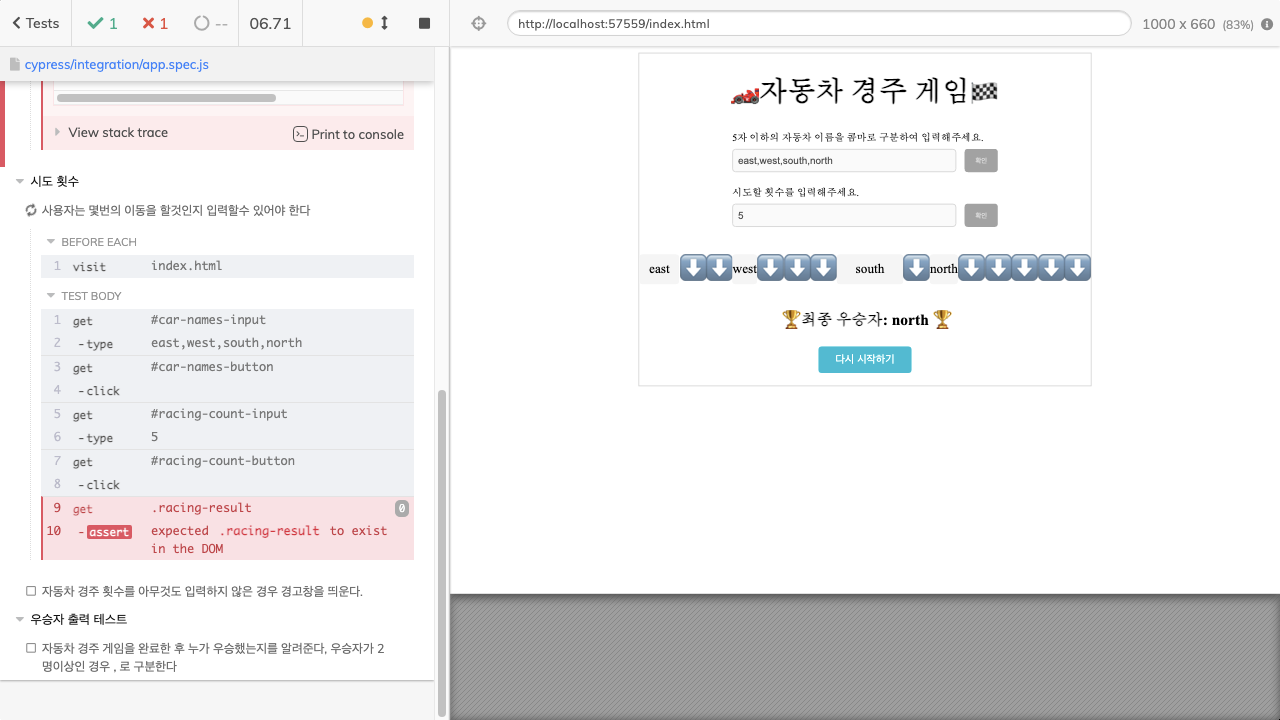 Tests
1
1
--
06.71
http://localhost:57559/index.html
1000 x 660 (83%)
cypress/integration/app.spec.js
View stack trace
Print to console
시도 횟수
사용자는 몇번의 이동을 할것인지 입력할수 있어야 한다
BEFORE EACH
1 visit index.html
TEST BODY
1 get #car-names-input
2 -type east,west,south,north
3 get #car-names-button
4 -click
5 get #racing-count-input
6 -type 5
7 get #racing-count-button
8 -click
9 get .racing-result 0
10 -assert expected .racing-result to exist
in the DOM
자동차 경주 횟수를 아무것도 입력하지 않은 경우 경고창을 띄운다.
우승자 출력 테스트
자동차 경주 게임을 완료한 후 누가 우승했는지를 알려준다, 우승자가 2
명이상인 경우 , 로 구분한다
🏎️자동차 경주 게임🏁
5자 이하의 자동차 이름을 콤마로 구분하여 입력해주세요.
east,west,south,north 확인
시도할 횟수를 입력해주세요.
5 확인
east ⬇️⬇️ west ⬇️⬇️⬇️ south ⬇️ north ⬇️⬇️⬇️⬇️⬇️
🏆최종 우승자: north 🏆
다시 시작하기